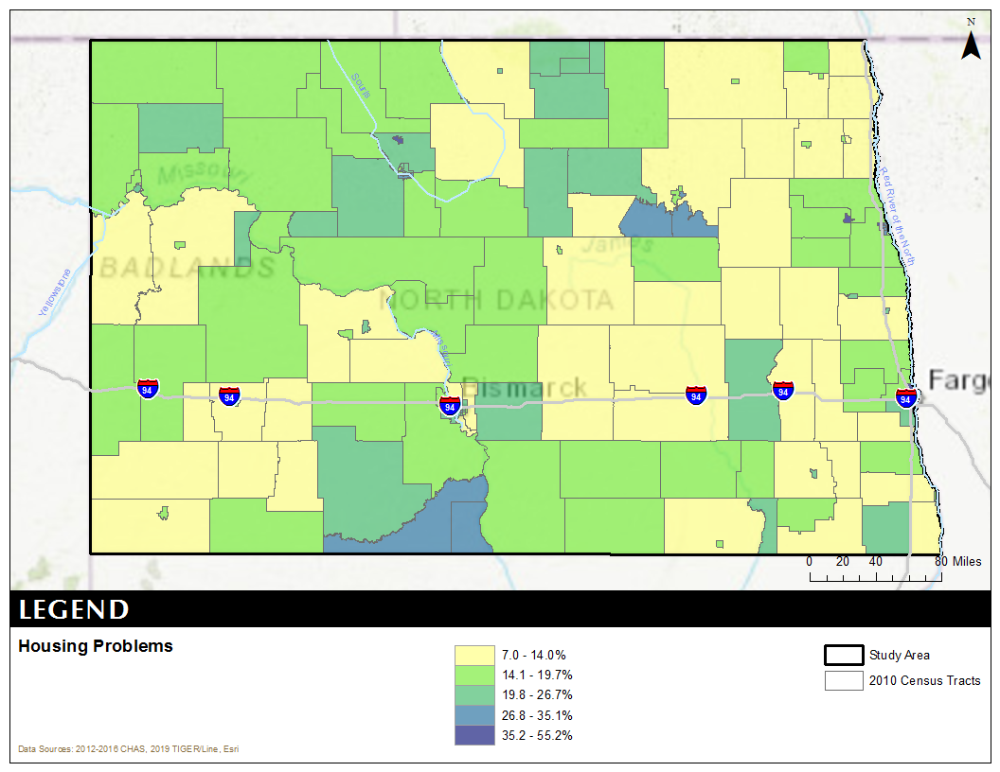 N
Souris
Missouri
Red River of the North
BADLANDS
James
Yellowstone
NORTH DAKOTA
Missouri
94
94
Bismarck
94
94
94
94
Fargo
0 20 40 80 Miles
LEGEND
Housing Problems
7.0 - 14.0%
14.1 - 19.7%
19.8 - 26.7%
26.8 - 35.1%
35.2 - 55.2%
Study Area
2010 Census Tracts
Data Sources: 2012-2016 CHAS, 2019 TIGER/Line, Esri